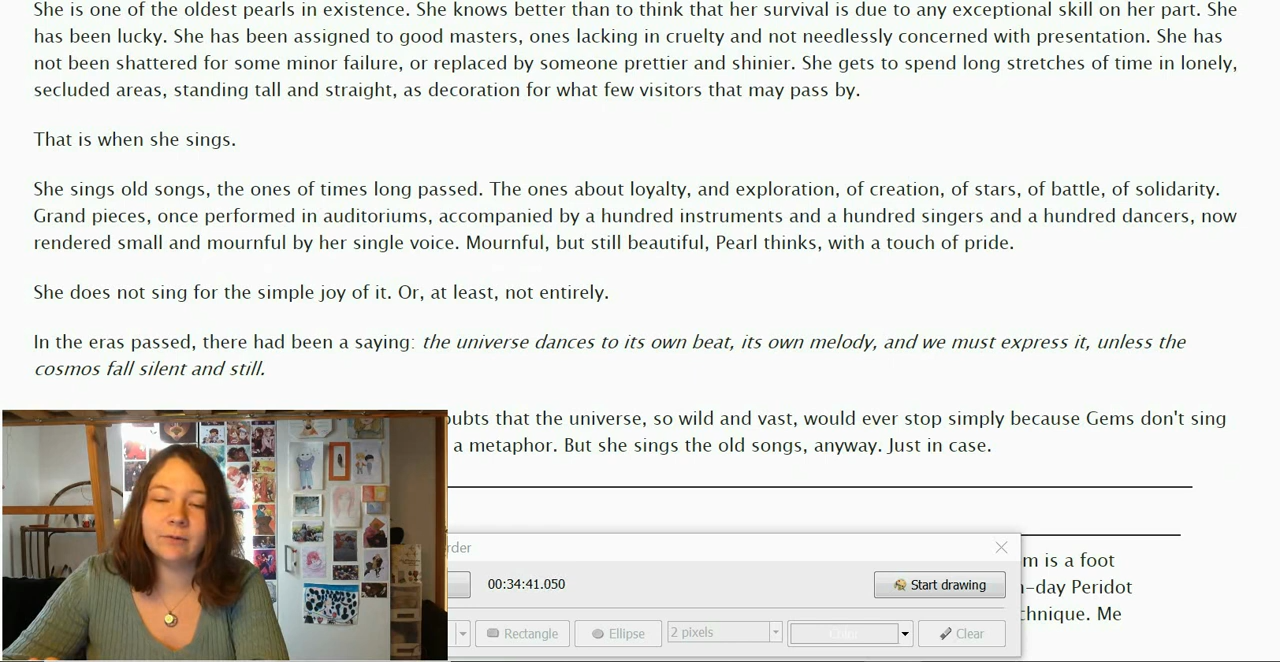 She is one of the oldest pearls in existence. She knows better than to think that her survival is due to any exceptional skill on her part. She
has been lucky. She has been assigned to good masters, ones lacking in cruelty and not needlessly concerned with presentation. She has
not been shattered for some minor failure, or replaced by someone prettier and shinier. She gets to spend long stretches of time in lonely,
secluded areas, standing tall and straight, as decoration for what few visitors that may pass by.
That is when she sings.
She sings old songs, the ones of times long passed. The ones about loyalty, and exploration, of creation, of stars, of battle, of solidarity.
Grand pieces, once performed in auditoriums, accompanied by a hundred instruments and a hundred singers and a hundred dancers, now
rendered small and mournful by her single voice. Mournful, but still beautiful, Pearl thinks, with a touch of pride.
She does not sing for the simple joy of it. Or, at least, not entirely.
In the eras passed, there had been a saying: the universe dances to its own beat, its own melody, and we must express it, unless the
cosmos fall silent and still.
that the universe, so wild and vast, would ever stop simply because Gems don't sing
a metaphor. But she sings the old songs, anyway. Just in case.
m is a foot
-day Peridot
chnique. Me
rder
00:34:41.050
Start drawing
Rectangle
Ellipse
2 pixels
Clear